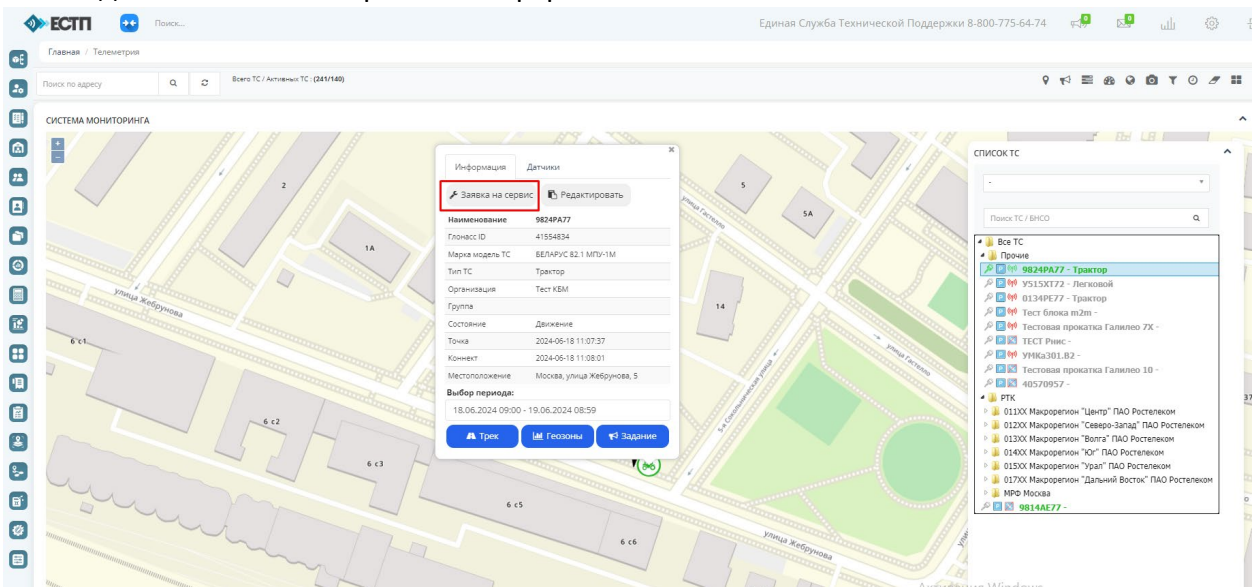 ЕСТП
Поиск...
Единая Служба Технической Поддержки 8-800-775-64-74
0
0
Главная / Телеметрия
Поиск по адресу
Всего ТС / Активных ТС : (241/140)
СИСТЕМА МОНИТОРИНГА
+
−
2
1А
улица Жебрунова
6 с1
6 с2
6 с3
6 с5
6 с6
улица Жебрунова
5
5А
14
улица Гастелло
улица Гастелло
5-я Сокольническая улица
37
Информация
Датчики
Заявка на сервис
Редактировать
Наименование 9824РА77
Глонасс ID 41554834
Марка модель ТС БЕЛАРУС 82.1 МПУ-1М
Тип ТС Трактор
Организация Тест КБМ
Группа
Состояние Движение
Точка 2024-06-18 11:07:37
Коннект 2024-06-18 11:08:01
Местоположение Москва, улица Жебрунова, 5
Выбор периода:
18.06.2024 09:00 - 19.06.2024 08:59
Трек
Геозоны
Задание
СПИСОК ТС
-
Поиск ТС / БНСО
Все ТС
Прочие
9824РА77 - Трактор
У515ХТ72 - Легковой
0134РЕ77 - Трактор
Тест блока m2m -
Тестовая прокатка Галилео 7Х -
ТЕСТ Рнис -
УМКа301.В2 -
Тестовая прокатка Галилео 10 -
40570957 -
РТК
011ХХ Макрорегион "Центр" ПАО Ростелеком
012ХХ Макрорегион "Северо-Запад" ПАО Ростелеком
013ХХ Макрорегион "Волга" ПАО Ростелеком
014ХХ Макрорегион "Юг" ПАО Ростелеком
015ХХ Макрорегион "Урал" ПАО Ростелеком
017ХХ Макрорегион "Дальний Восток" ПАО Ростелеком
МРФ Москва
9814АЕ77 -